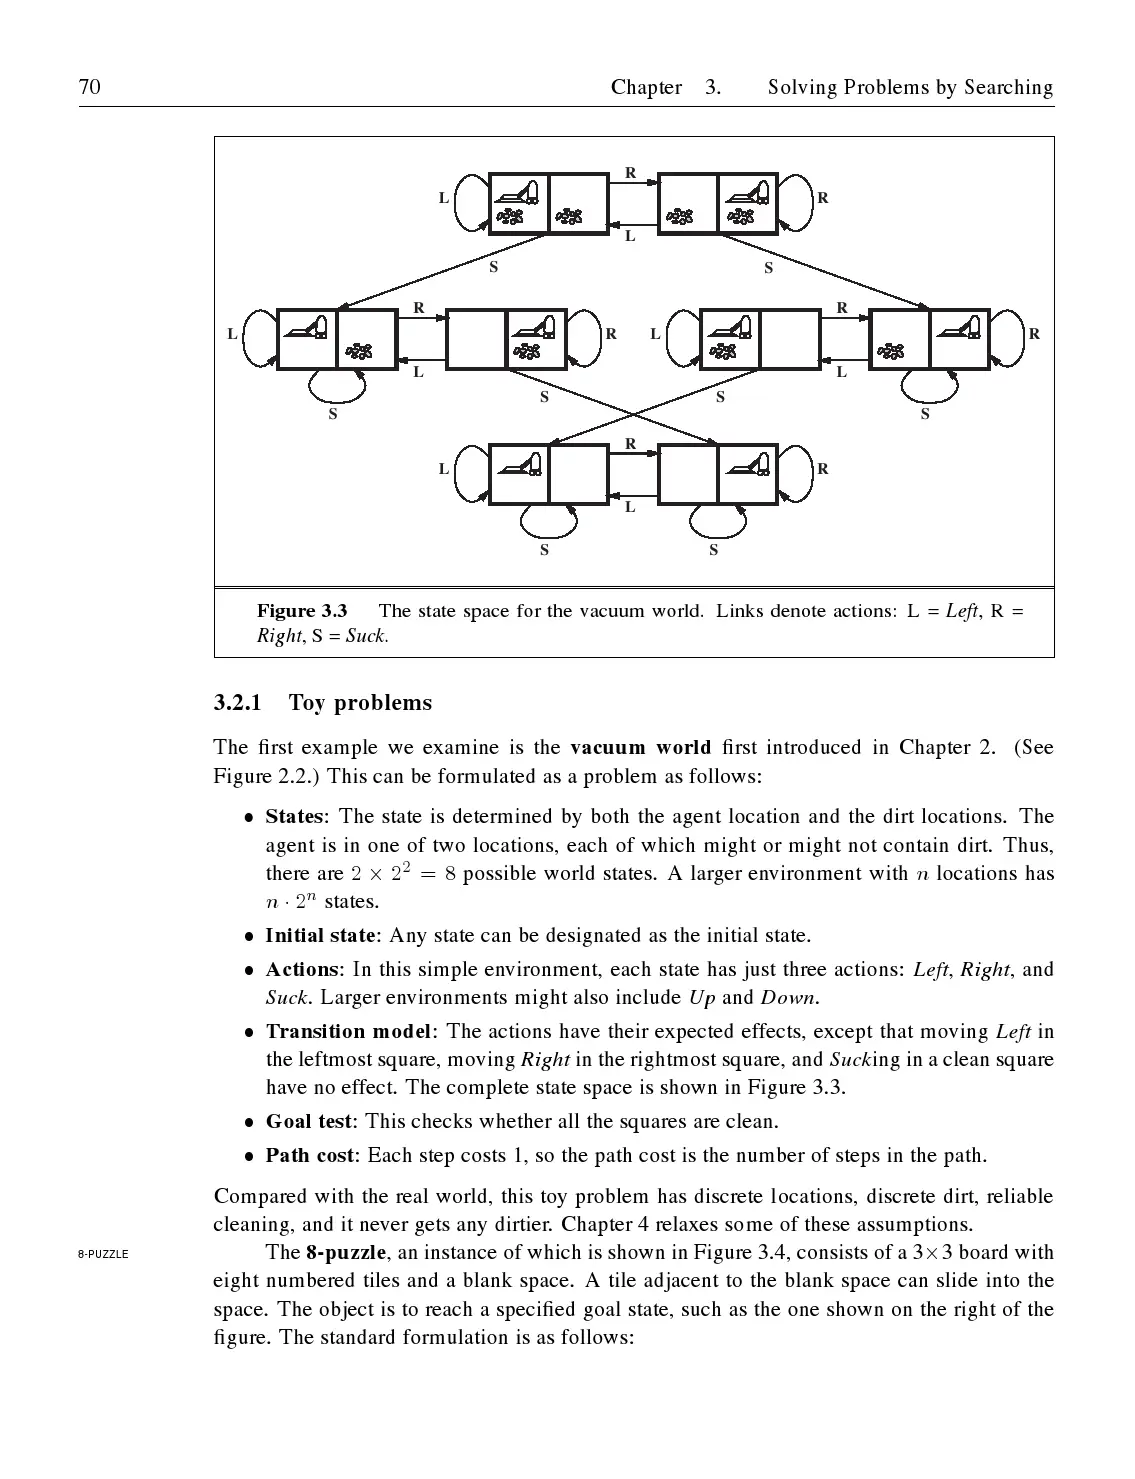 70 Chapter 3. Solving Problems by Searching
R
L R
L
S S
R R
L R L R
L L
S S
S S
R
L R
L
S S
Figure 3.3 The state space for the vacuum world. Links denote actions: L = Left, R =
Right, S = Suck.
3.2.1 Toy problems
The first example we examine is the vacuum world first introduced in Chapter 2. (See
Figure 2.2.) This can be formulated as a problem as follows:
• States: The state is determined by both the agent location and the dirt locations. The
agent is in one of two locations, each of which might or might not contain dirt. Thus,
there are 2 × 2² = 8 possible world states. A larger environment with n locations has
n · 2ⁿ states.
• Initial state: Any state can be designated as the initial state.
• Actions: In this simple environment, each state has just three actions: Left, Right, and
Suck. Larger environments might also include Up and Down.
• Transition model: The actions have their expected effects, except that moving Left in
the leftmost square, moving Right in the rightmost square, and Sucking in a clean square
have no effect. The complete state space is shown in Figure 3.3.
• Goal test: This checks whether all the squares are clean.
• Path cost: Each step costs 1, so the path cost is the number of steps in the path.
Compared with the real world, this toy problem has discrete locations, discrete dirt, reliable
cleaning, and it never gets any dirtier. Chapter 4 relaxes some of these assumptions.
8-PUZZLE The 8-puzzle, an instance of which is shown in Figure 3.4, consists of a 3×3 board with
eight numbered tiles and a blank space. A tile adjacent to the blank space can slide into the
space. The object is to reach a specified goal state, such as the one shown on the right of the
figure. The standard formulation is as follows: